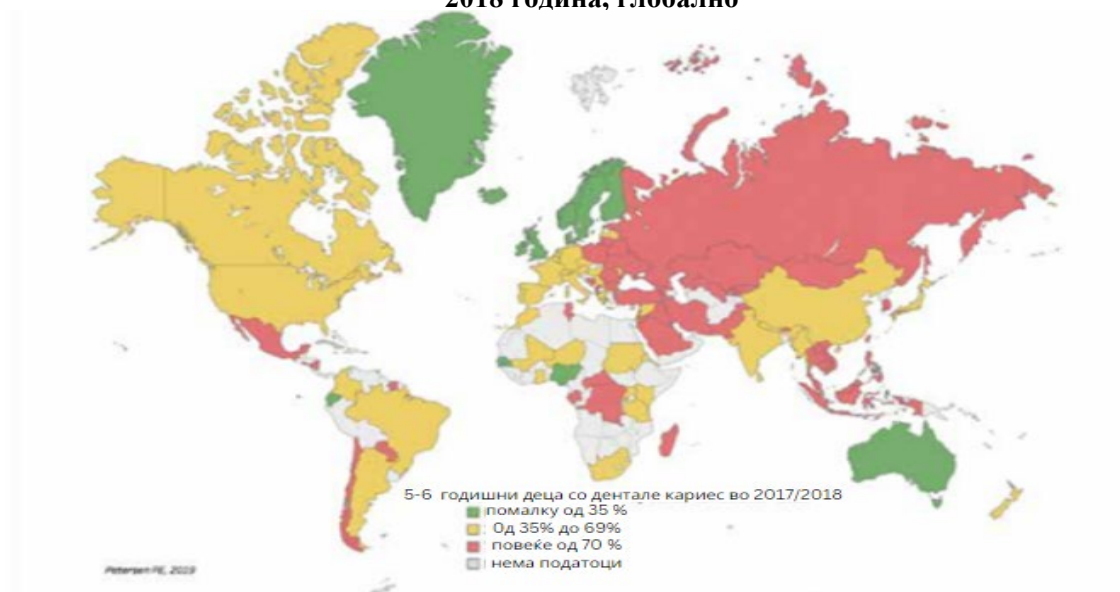 2018 година, глобално
5-6 годишни деца со дентале кариес во 2017/2018
помалку од 35 %
Од 35% до 69%
повеќе од 70 %
нема податоци
Petersen PE, 2019